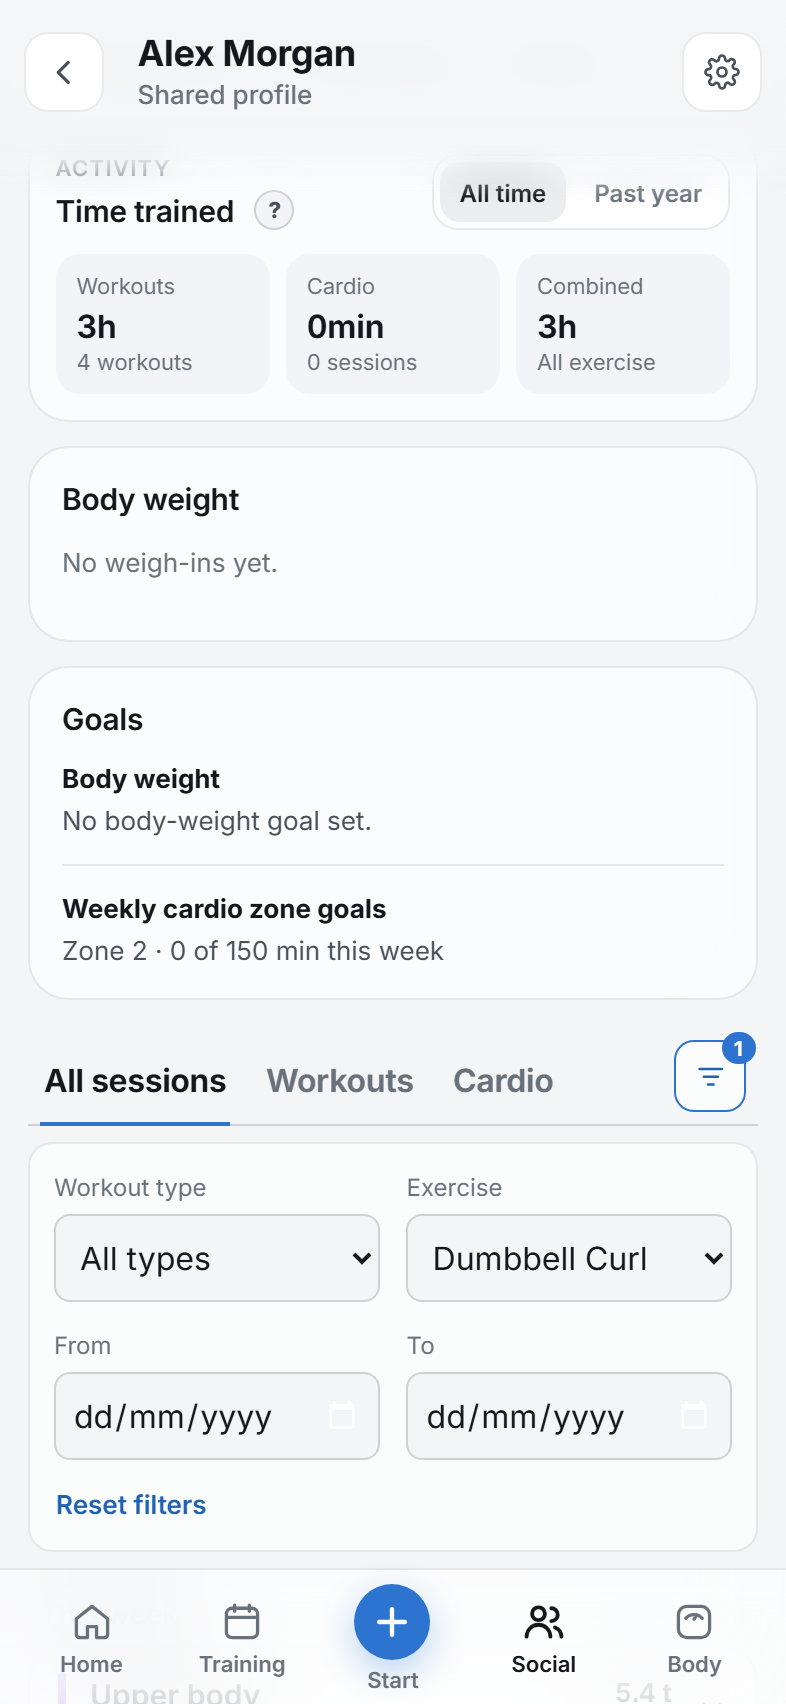 Alex Morgan
Shared profile
ACTIVITY
Time trained ?
All time Past year
Workouts Cardio Combined
3h 0min 3h
4 workouts 0 sessions All exercise
Body weight
No weigh-ins yet.
Goals
Body weight
No body-weight goal set.
Weekly cardio zone goals
Zone 2 · 0 of 150 min this week
All sessions Workouts Cardio 1
Workout type Exercise
All types Dumbbell Curl
From To
dd/mm/yyyy dd/mm/yyyy
Reset filters
Home Training Start Social Body
Upper body 5.4 t